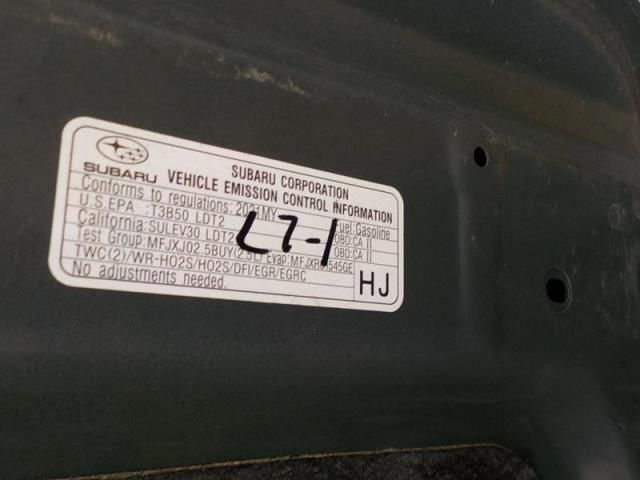 SUBARU
SUBARU CORPORATION
VEHICLE EMISSION CONTROL INFORMATION
Conforms to regulations: 2021MY Fuel:Gasoline
U.S.EPA :T3B50 LDT2 OBD:CA II
California:SULEV30 LDT2 OBD:CA II
Test Group:MFJXJ02.5BUY(2.5L)
TWC(2)/WR-HO2S/HO2S/DFI/EGR/EGRC
No adjustments needed.
HJ
L7-1